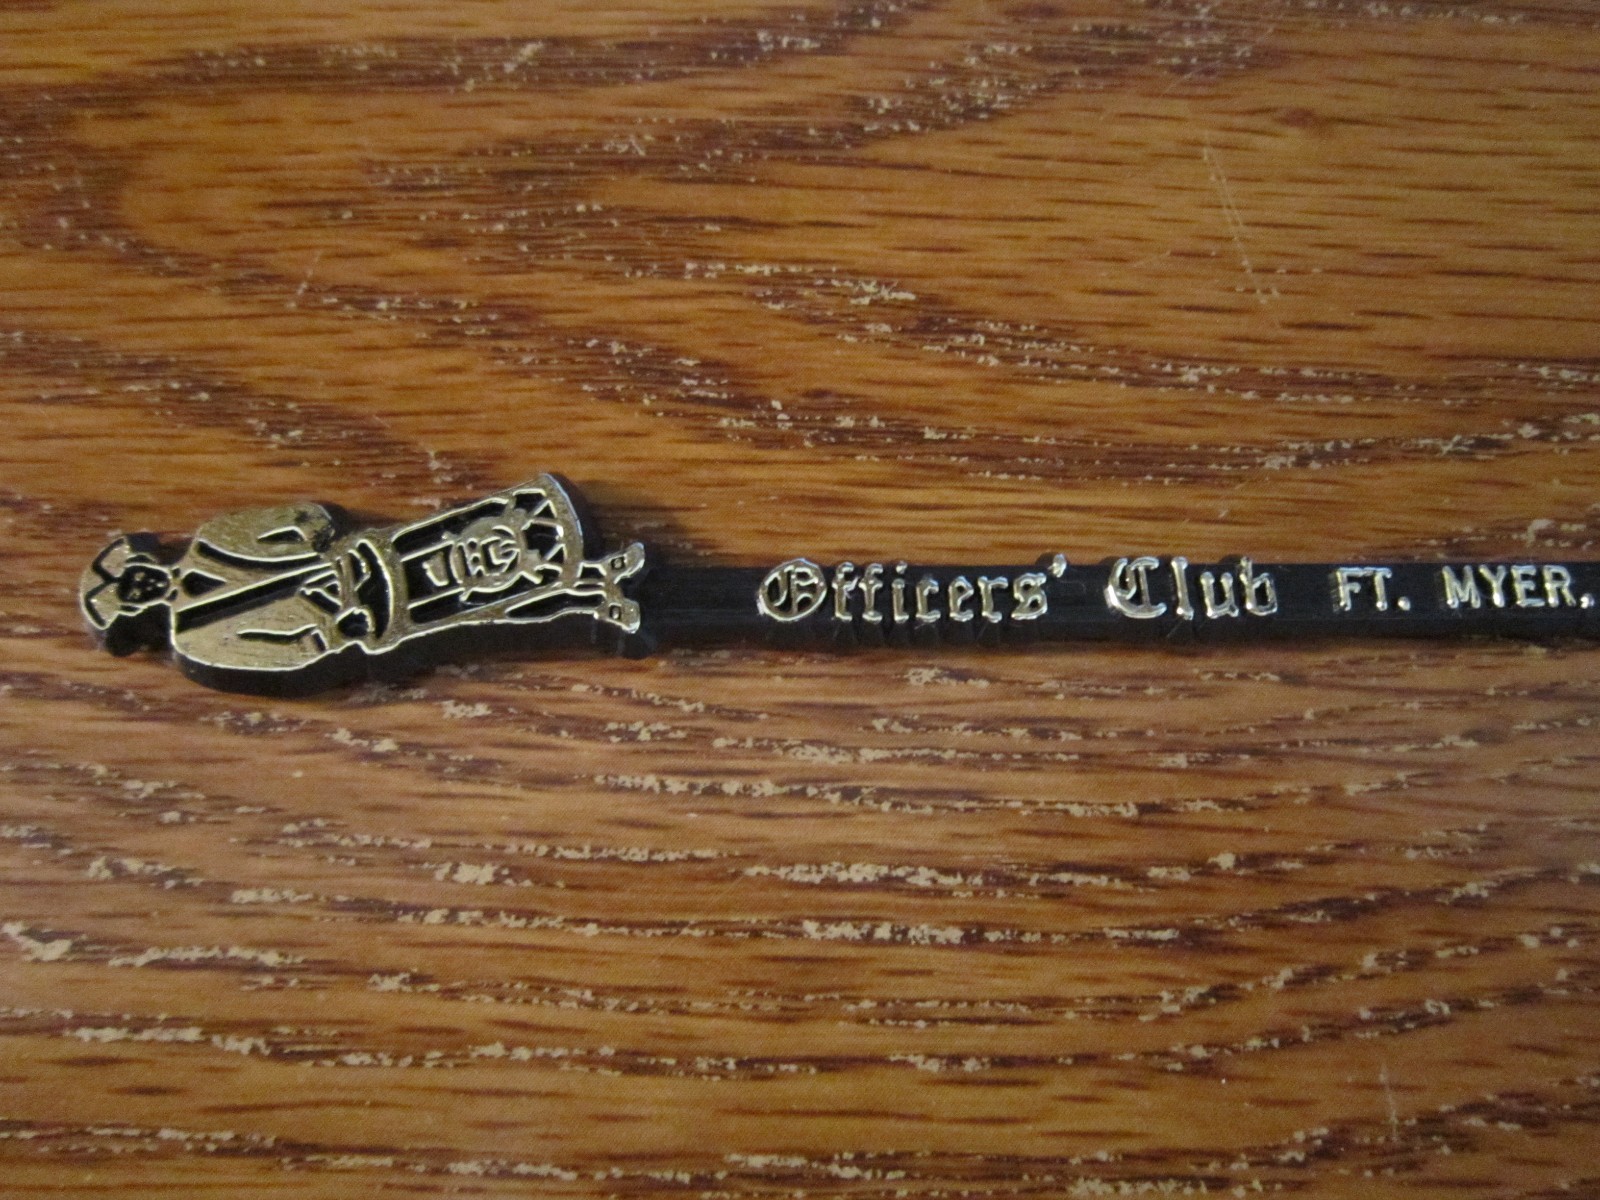 Officers' Club FT. MYER,